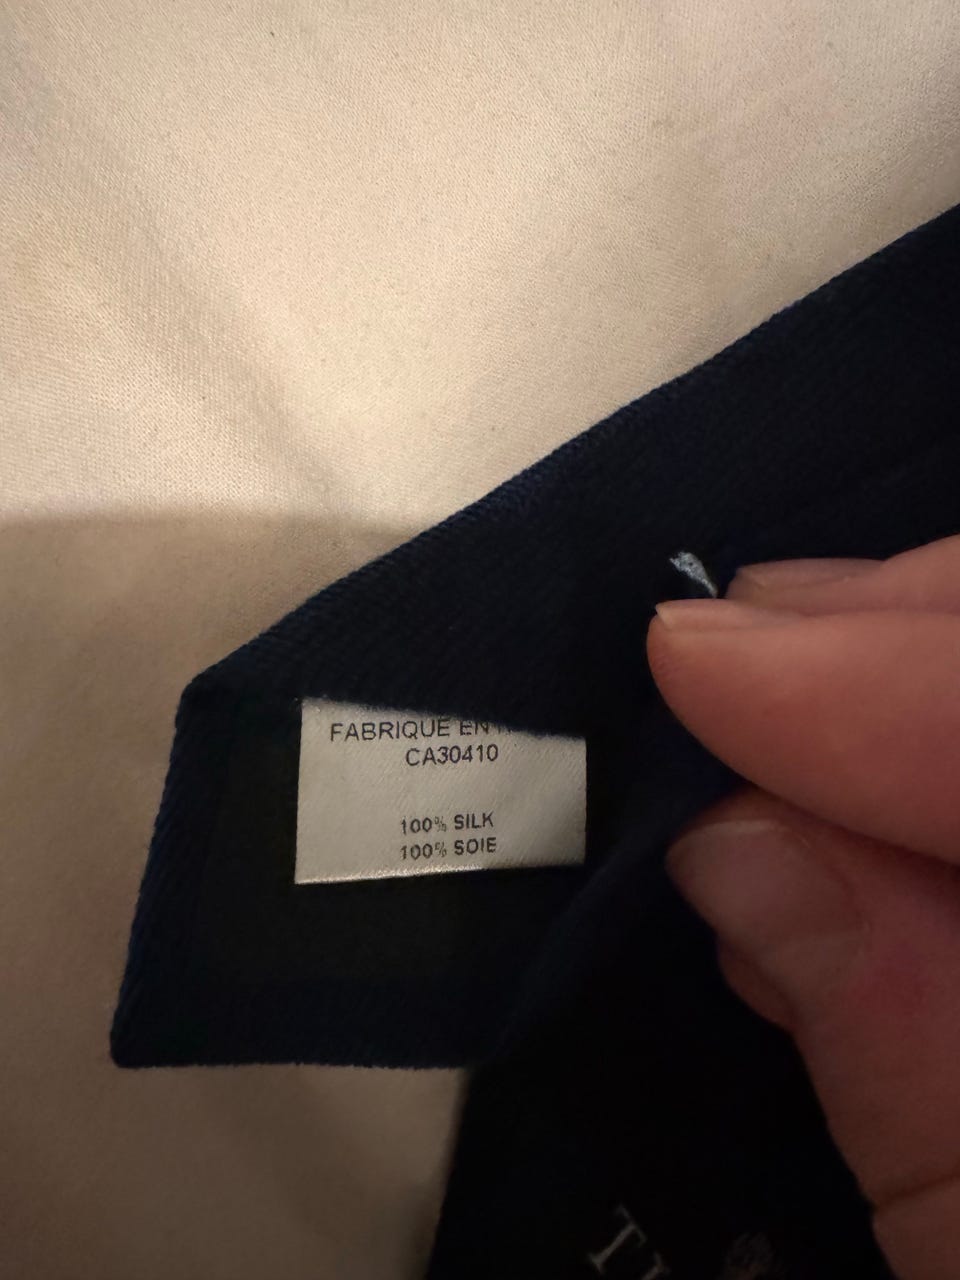 FABRIQUE EN
CA30410
100% SILK
100% SOIE